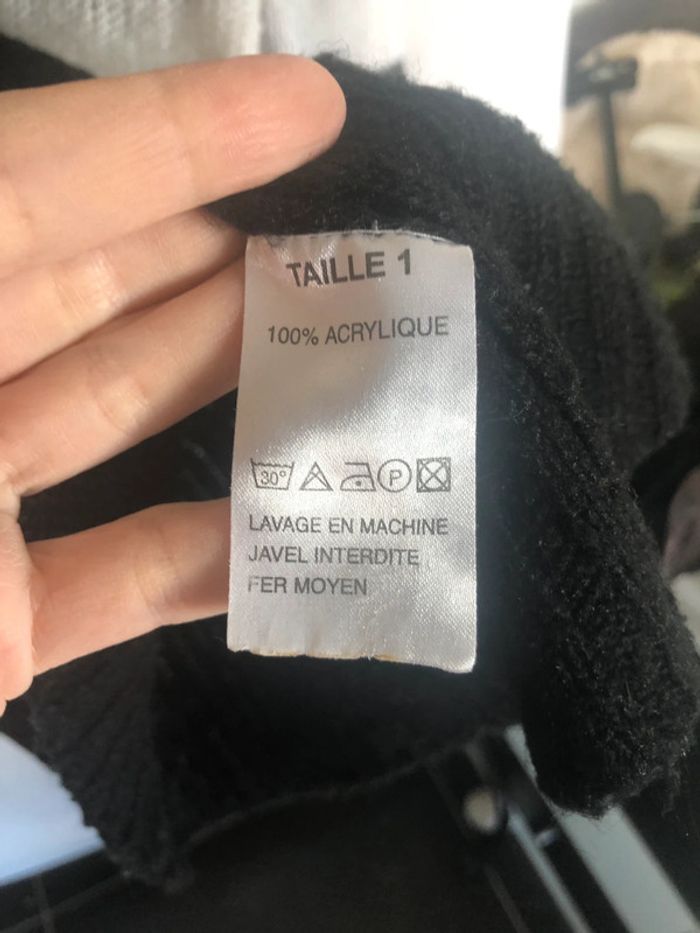 TAILLE 1
100% ACRYLIQUE
30° P
LAVAGE EN MACHINE
JAVEL INTERDITE
FER MOYEN